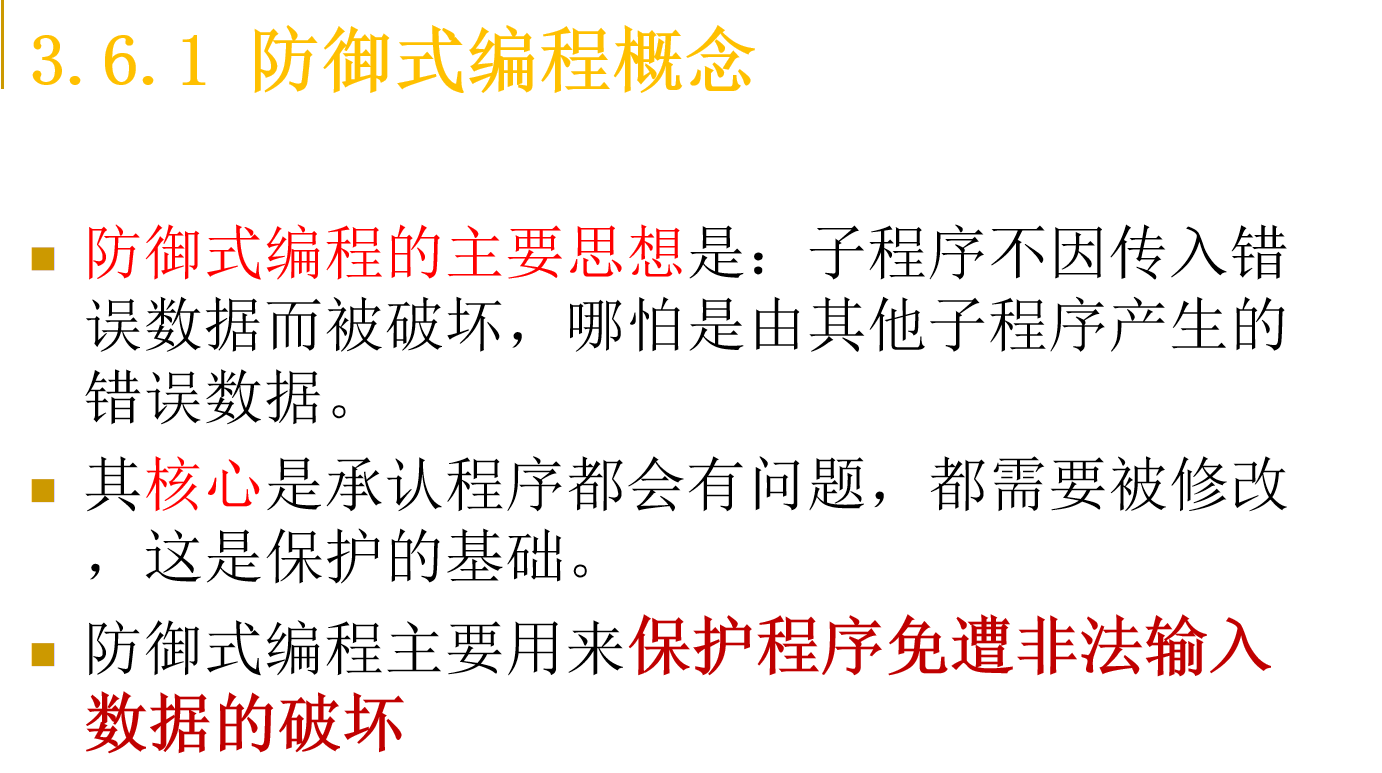 3.6.1 防御式编程概念
防御式编程的主要思想是：子程序不因传入错
误数据而被破坏，哪怕是由其他子程序产生的
错误数据。
其核心是承认程序都会有问题，都需要被修改
，这是保护的基础。
防御式编程主要用来保护程序免遭非法输入
数据的破坏